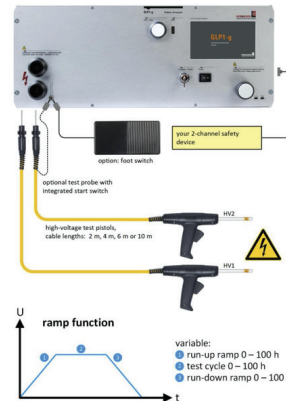 GLP1-g
GLP1-g
option: foot switch
your 2-channel safety
device
optional test probe with
integrated start switch
high-voltage test pistols,
cable lengths: 2 m, 4 m, 6 m or 10 m
HV2
HV1
U
ramp function
1
2
3
t
variable:
1 run-up ramp 0 – 100 h
2 test cycle 0 – 100 h
3 run-down ramp 0 – 100